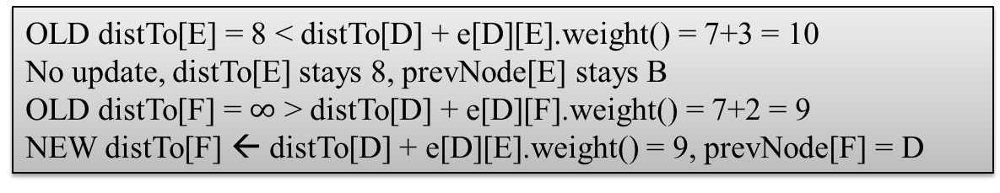 OLD distTo[E] = 8 < distTo[D] + e[D][E].weight() = 7+3 = 10
No update, distTo[E] stays 8, prevNode[E] stays B
OLD distTo[F] = ∞ > distTo[D] + e[D][F].weight() = 7+2 = 9
NEW distTo[F] ← distTo[D] + e[D][E].weight() = 9, prevNode[F] = D